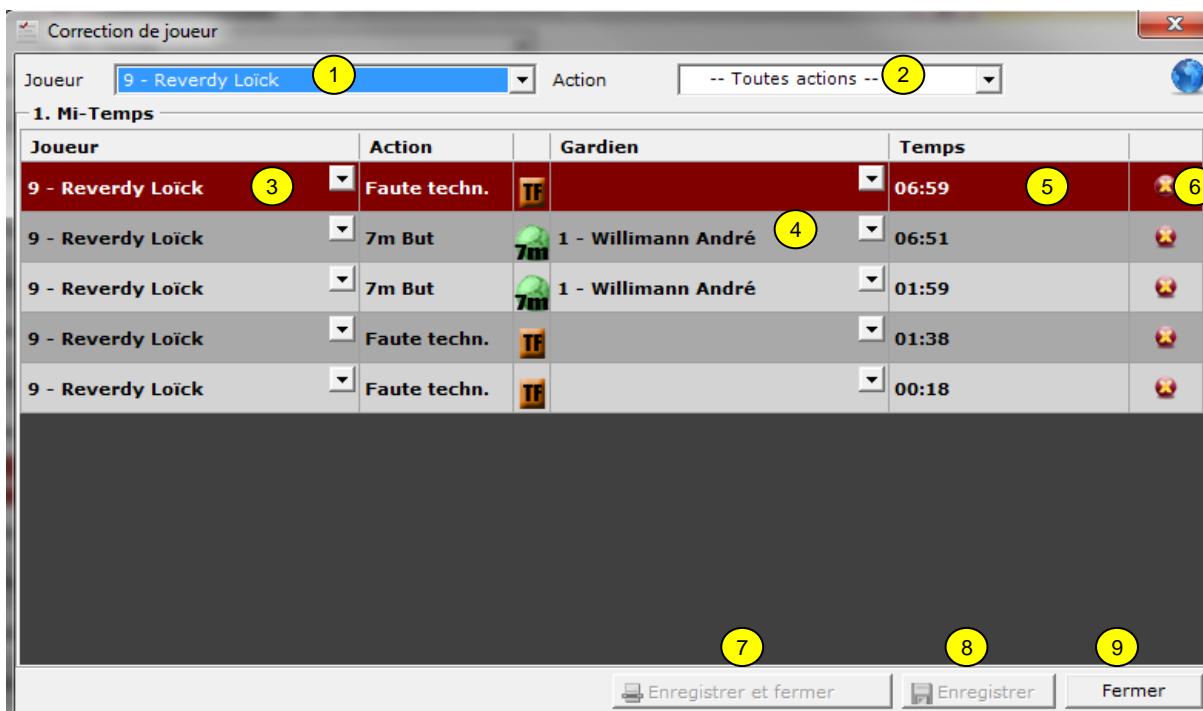 Correction de joueur
Joueur 9 - Reverdy Loïck 1 Action -- Toutes actions -- 2
1. Mi-Temps
Joueur Action Gardien Temps
9 - Reverdy Loïck 3 Faute techn. TF 06:59 5 6
9 - Reverdy Loïck 7m But 7m 1 - Willimann André 4 06:51
9 - Reverdy Loïck 7m But 7m 1 - Willimann André 01:59
9 - Reverdy Loïck Faute techn. TF 01:38
9 - Reverdy Loïck Faute techn. TF 00:18
7 8 9
Enregistrer et fermer Enregistrer Fermer